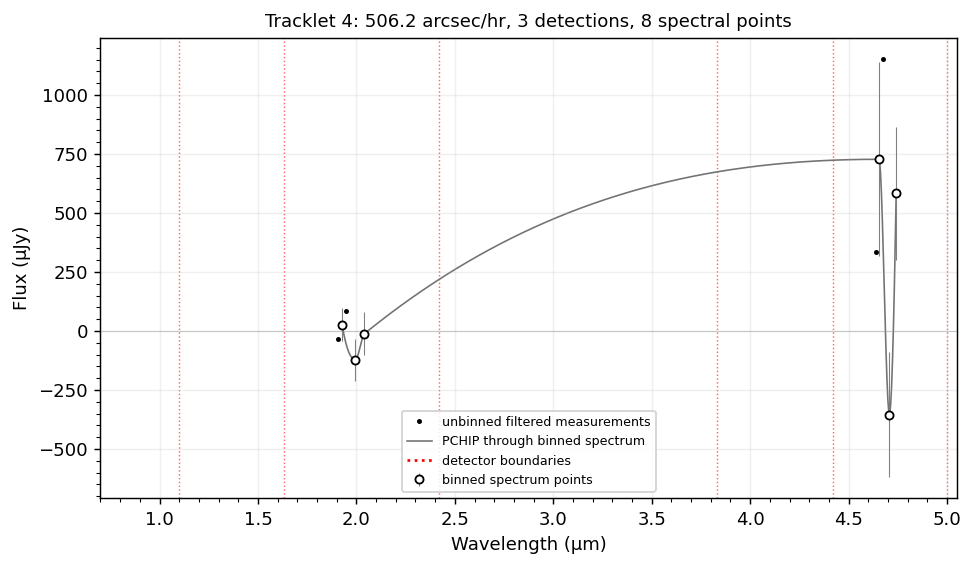 Tracklet 4: 506.2 arcsec/hr, 3 detections, 8 spectral points
Flux (μJy)
1000
750
500
250
0
−250
−500
unbinned filtered measurements
PCHIP through binned spectrum
detector boundaries
binned spectrum points
1.0 1.5 2.0 2.5 3.0 3.5 4.0 4.5 5.0
Wavelength (μm)